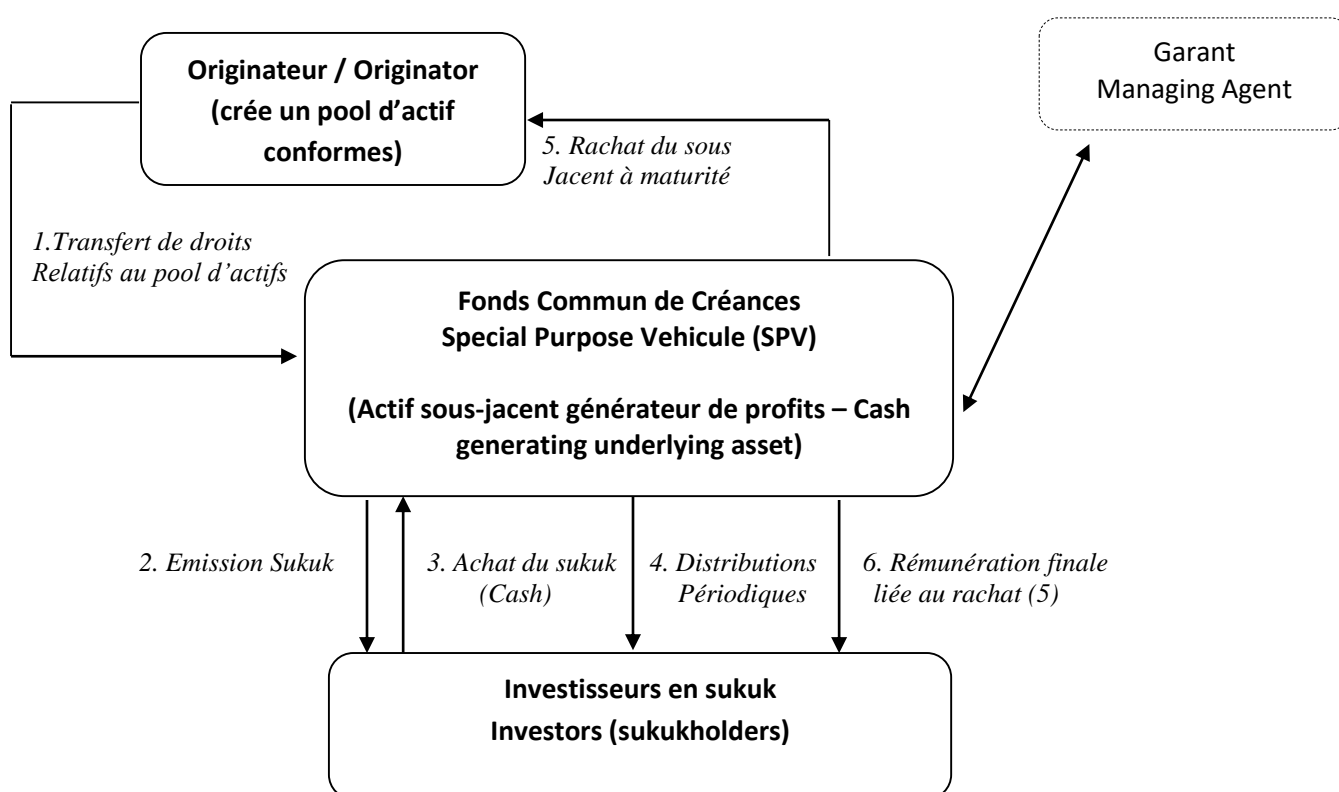 Originateur / Originator
(crée un pool d’actif
conformes)
Garant
Managing Agent
5. Rachat du sous
Jacent à maturité
1.Transfert de droits
Relatifs au pool d’actifs
Fonds Commun de Créances
Special Purpose Vehicule (SPV)
(Actif sous-jacent générateur de profits – Cash
generating underlying asset)
2. Emission Sukuk
3. Achat du sukuk
(Cash)
4. Distributions
Périodiques
6. Rémunération finale
liée au rachat (5)
Investisseurs en sukuk
Investors (sukukholders)